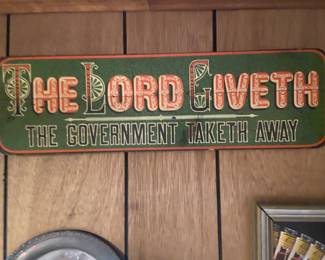 THE LORD GIVETH
THE GOVERNMENT TAKETH AWAY